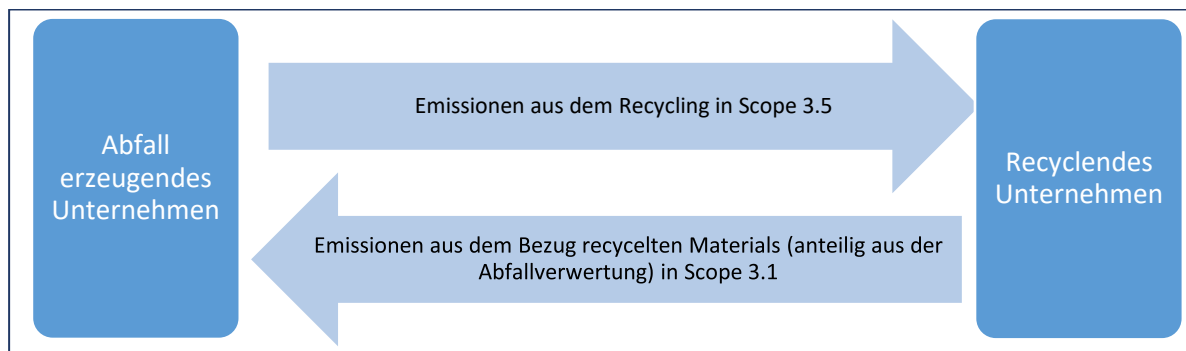 Abfall
erzeugendes
Unternehmen
Emissionen aus dem Recycling in Scope 3.5
Emissionen aus dem Bezug recycelten Materials (anteilig aus der
Abfallverwertung) in Scope 3.1
Recyclendes
Unternehmen